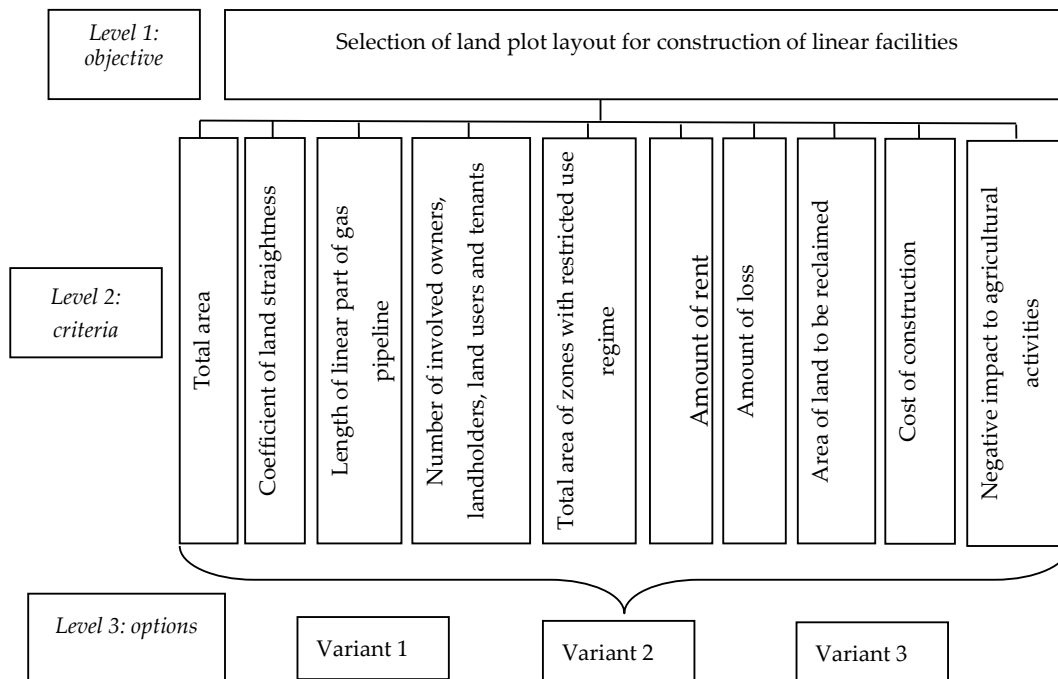 Level 1:
objective
Selection of land plot layout for construction of linear facilities
Level 2:
criteria
Total area
Coefficient of land straightness
Length of linear part of gas
pipeline
Number of involved owners,
landholders, land users and tenants
Total area of zones with restricted use
regime
Amount of rent
Amount of loss
Area of land to be reclaimed
Cost of construction
Negative impact to agricultural
activities
Level 3: options
Variant 1
Variant 2
Variant 3